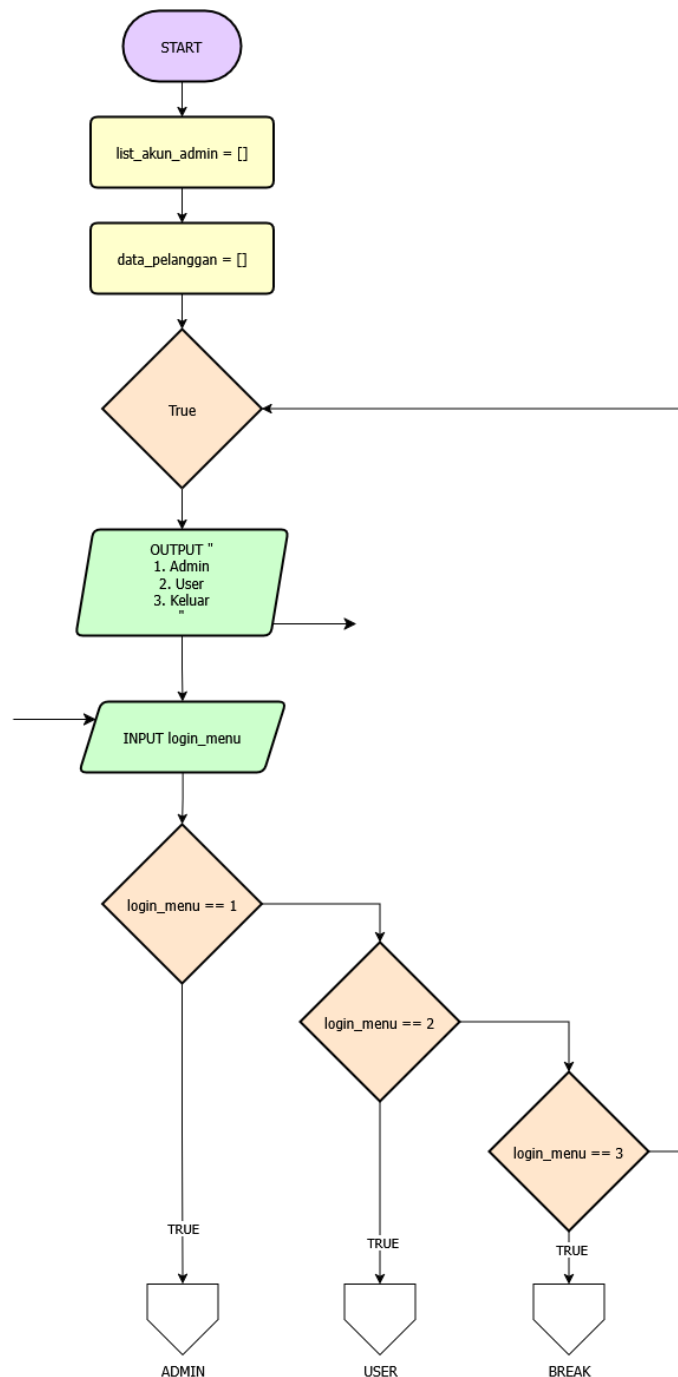 START
list_akun_admin = []
data_pelanggan = []
True
OUTPUT "
1. Admin
2. User
3. Keluar
"
INPUT login_menu
login_menu == 1
login_menu == 2
login_menu == 3
TRUE
TRUE
TRUE
ADMIN
USER
BREAK